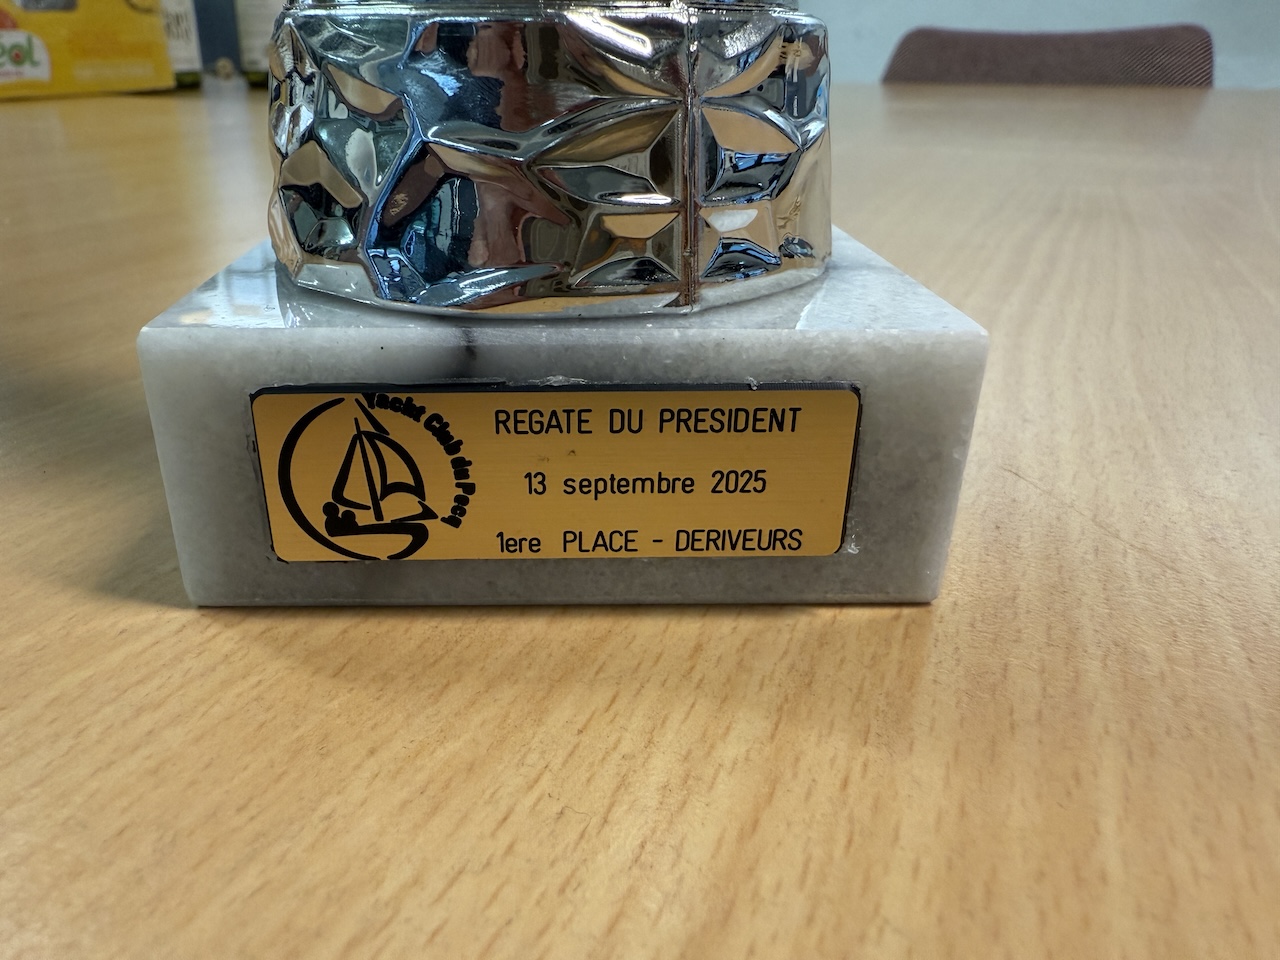 Yacht Club du Pecq
REGATE DU PRESIDENT
13 septembre 2025
1ere PLACE - DERIVEURS